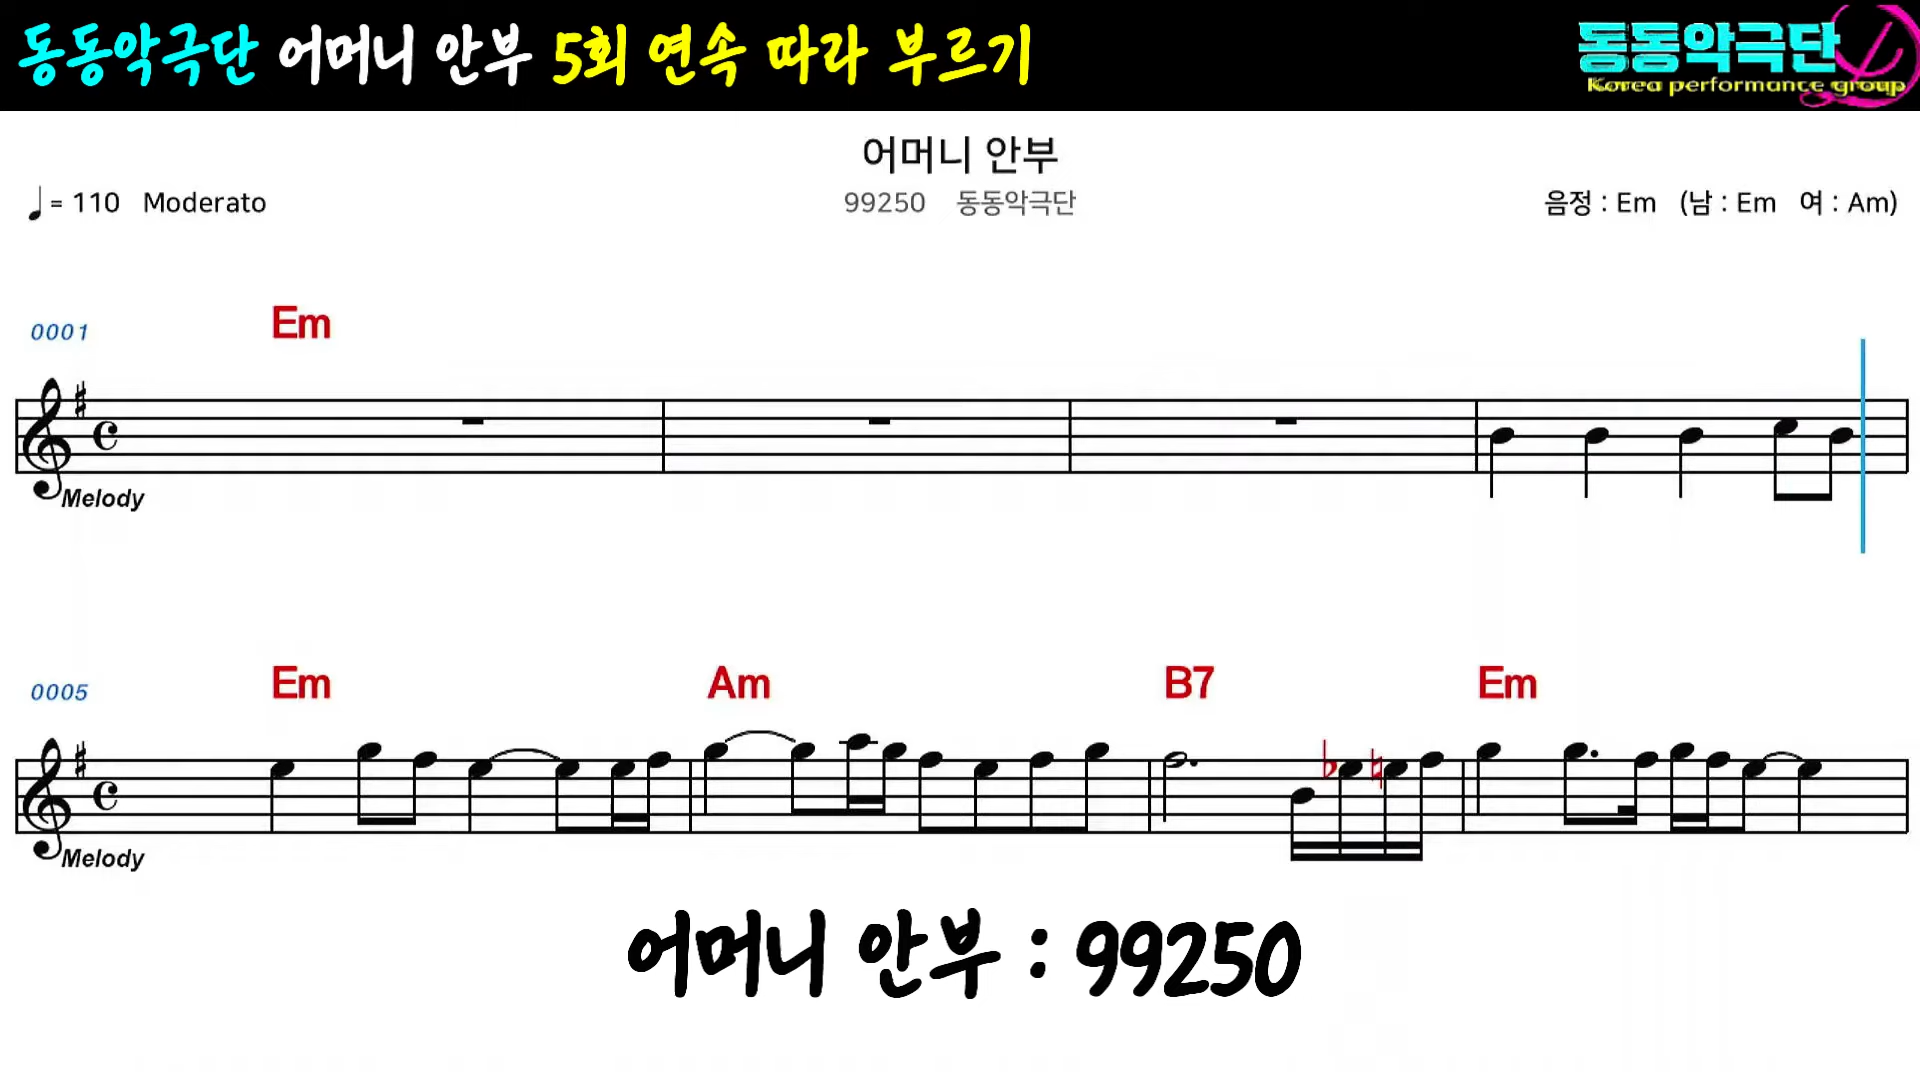 동동악극단 어머니 안부 5회 연속 따라 부르기
동동악극단
Korea performance group
어머니 안부
= 110 Moderato
99250 동동악극단
음정 : Em (남 : Em 여 : Am)
0001
Em
Melody
0005
Em Am B7 Em
Melody
어머니 안부 : 99250